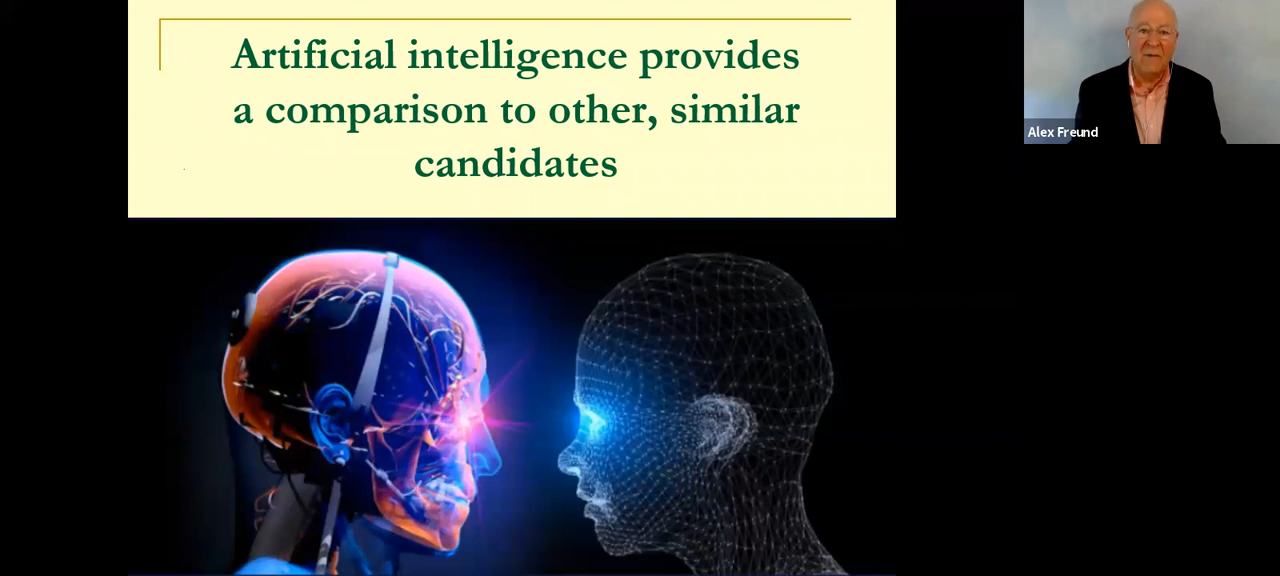 Artificial intelligence provides
a comparison to other, similar
candidates
Alex Freund